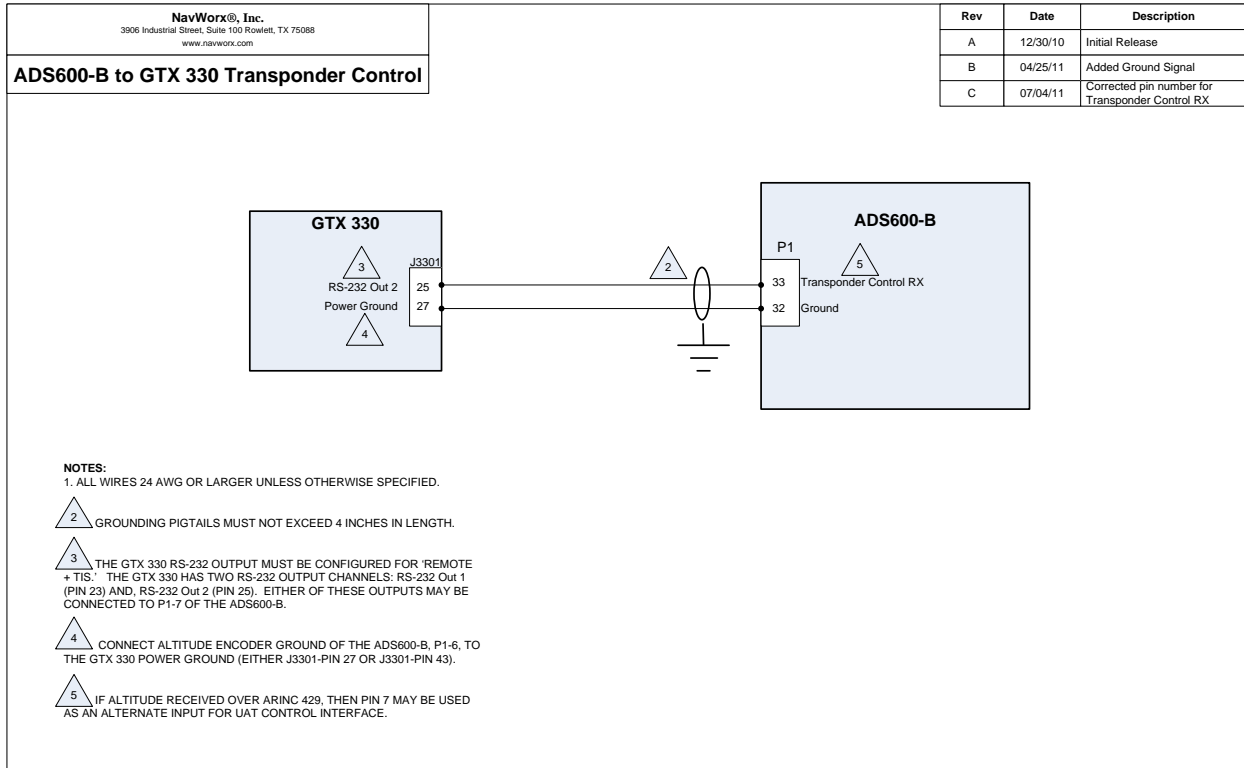 NavWorx®, Inc.
3906 Industrial Street, Suite 100 Rowlett, TX 75088
www.navworx.com
ADS600-B to GTX 330 Transponder Control
Rev Date Description
A 12/30/10 Initial Release
B 04/25/11 Added Ground Signal
C 07/04/11 Corrected pin number for
Transponder Control RX
GTX 330
3
J3301
RS-232 Out 2 25
Power Ground 27
4
2
ADS600-B
P1
5
33 Transponder Control RX
32 Ground
NOTES:
1. ALL WIRES 24 AWG OR LARGER UNLESS OTHERWISE SPECIFIED.
2 GROUNDING PIGTAILS MUST NOT EXCEED 4 INCHES IN LENGTH.
3 THE GTX 330 RS-232 OUTPUT MUST BE CONFIGURED FOR ‘REMOTE
+ TIS.’ THE GTX 330 HAS TWO RS-232 OUTPUT CHANNELS: RS-232 Out 1
(PIN 23) AND, RS-232 Out 2 (PIN 25). EITHER OF THESE OUTPUTS MAY BE
CONNECTED TO P1-7 OF THE ADS600-B.
4 CONNECT ALTITUDE ENCODER GROUND OF THE ADS600-B, P1-6, TO
THE GTX 330 POWER GROUND (EITHER J3301-PIN 27 OR J3301-PIN 43).
5 IF ALTITUDE RECEIVED OVER ARINC 429, THEN PIN 7 MAY BE USED
AS AN ALTERNATE INPUT FOR UAT CONTROL INTERFACE.